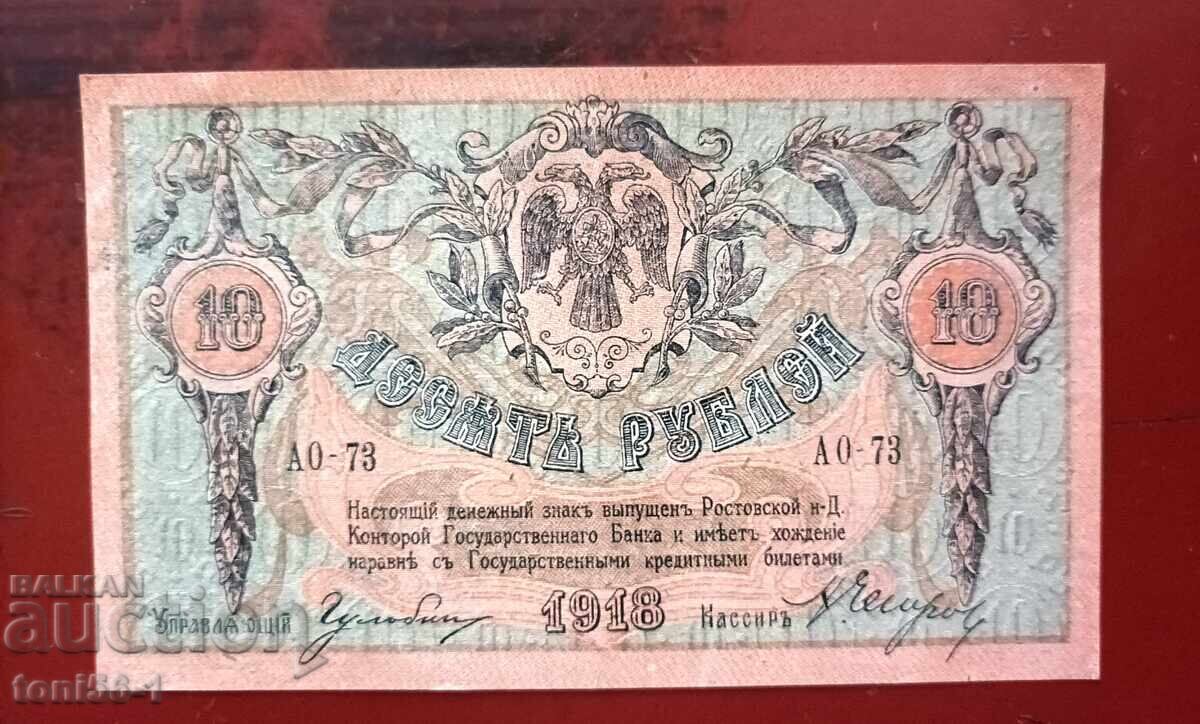 10
10
ДЕСЯТЬ РУБЛЕЙ
АО-73
АО-73
Настоящій денежный знакъ выпущенъ Ростовской н-Д.
Конторой Государственнаго Банка и имѣетъ хожденіе
наравнѣ съ Государственными кредитными билетами
Управляющій
1918
Кассиръ
BALKAN
auction
toni56-1